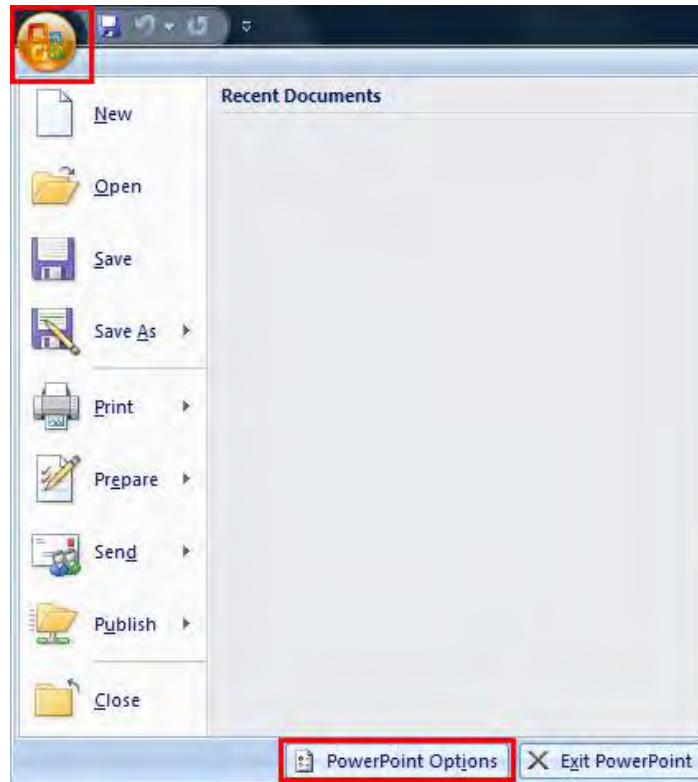 Recent Documents
New
Open
Save
Save As
Print
Prepare
Send
Publish
Close
PowerPoint Options
Exit PowerPoint